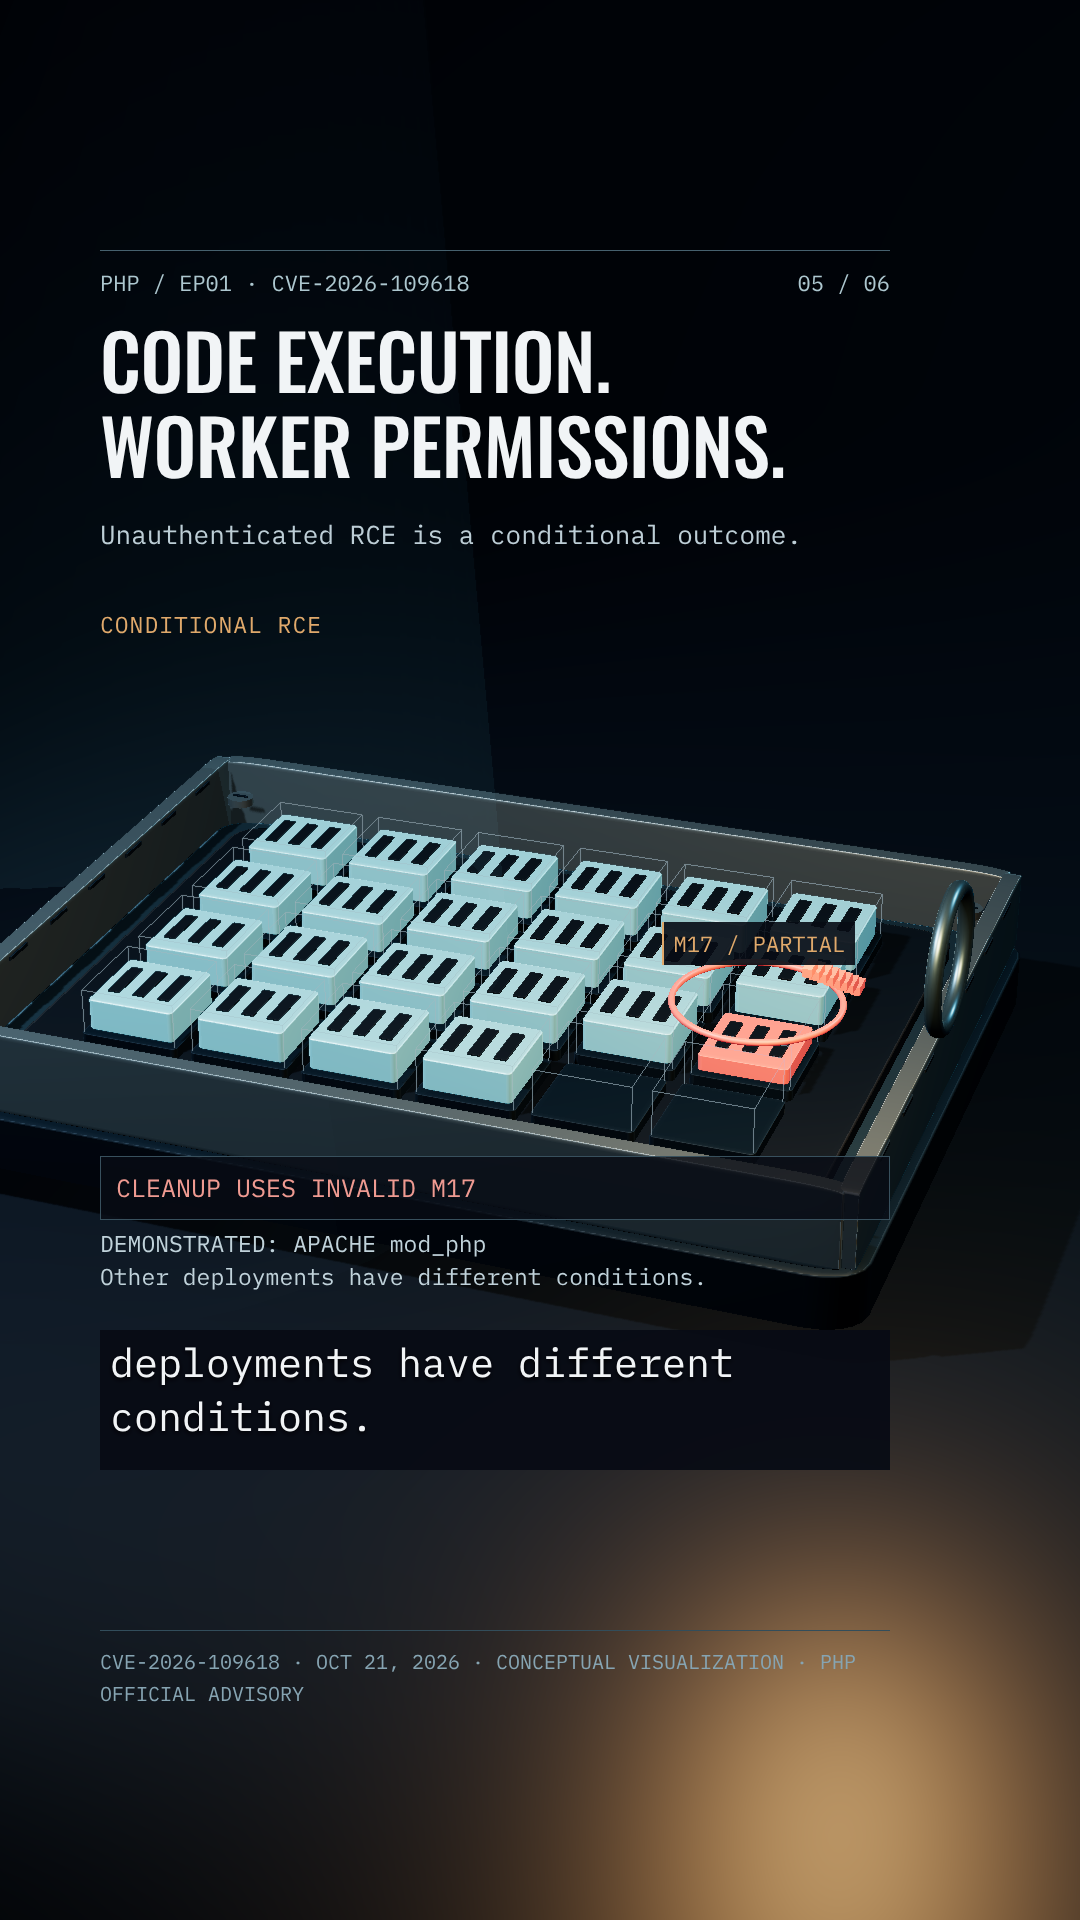 PHP / EP01 · CVE-2026-109618
05 / 06
CODE EXECUTION.
WORKER PERMISSIONS.
Unauthenticated RCE is a conditional outcome.
CONDITIONAL RCE
M17 / PARTIAL
CLEANUP USES INVALID M17
DEMONSTRATED: APACHE mod_php
Other deployments have different conditions.
deployments have different
conditions.
CVE-2026-109618 · OCT 21, 2026 · CONCEPTUAL VISUALIZATION · PHP
OFFICIAL ADVISORY